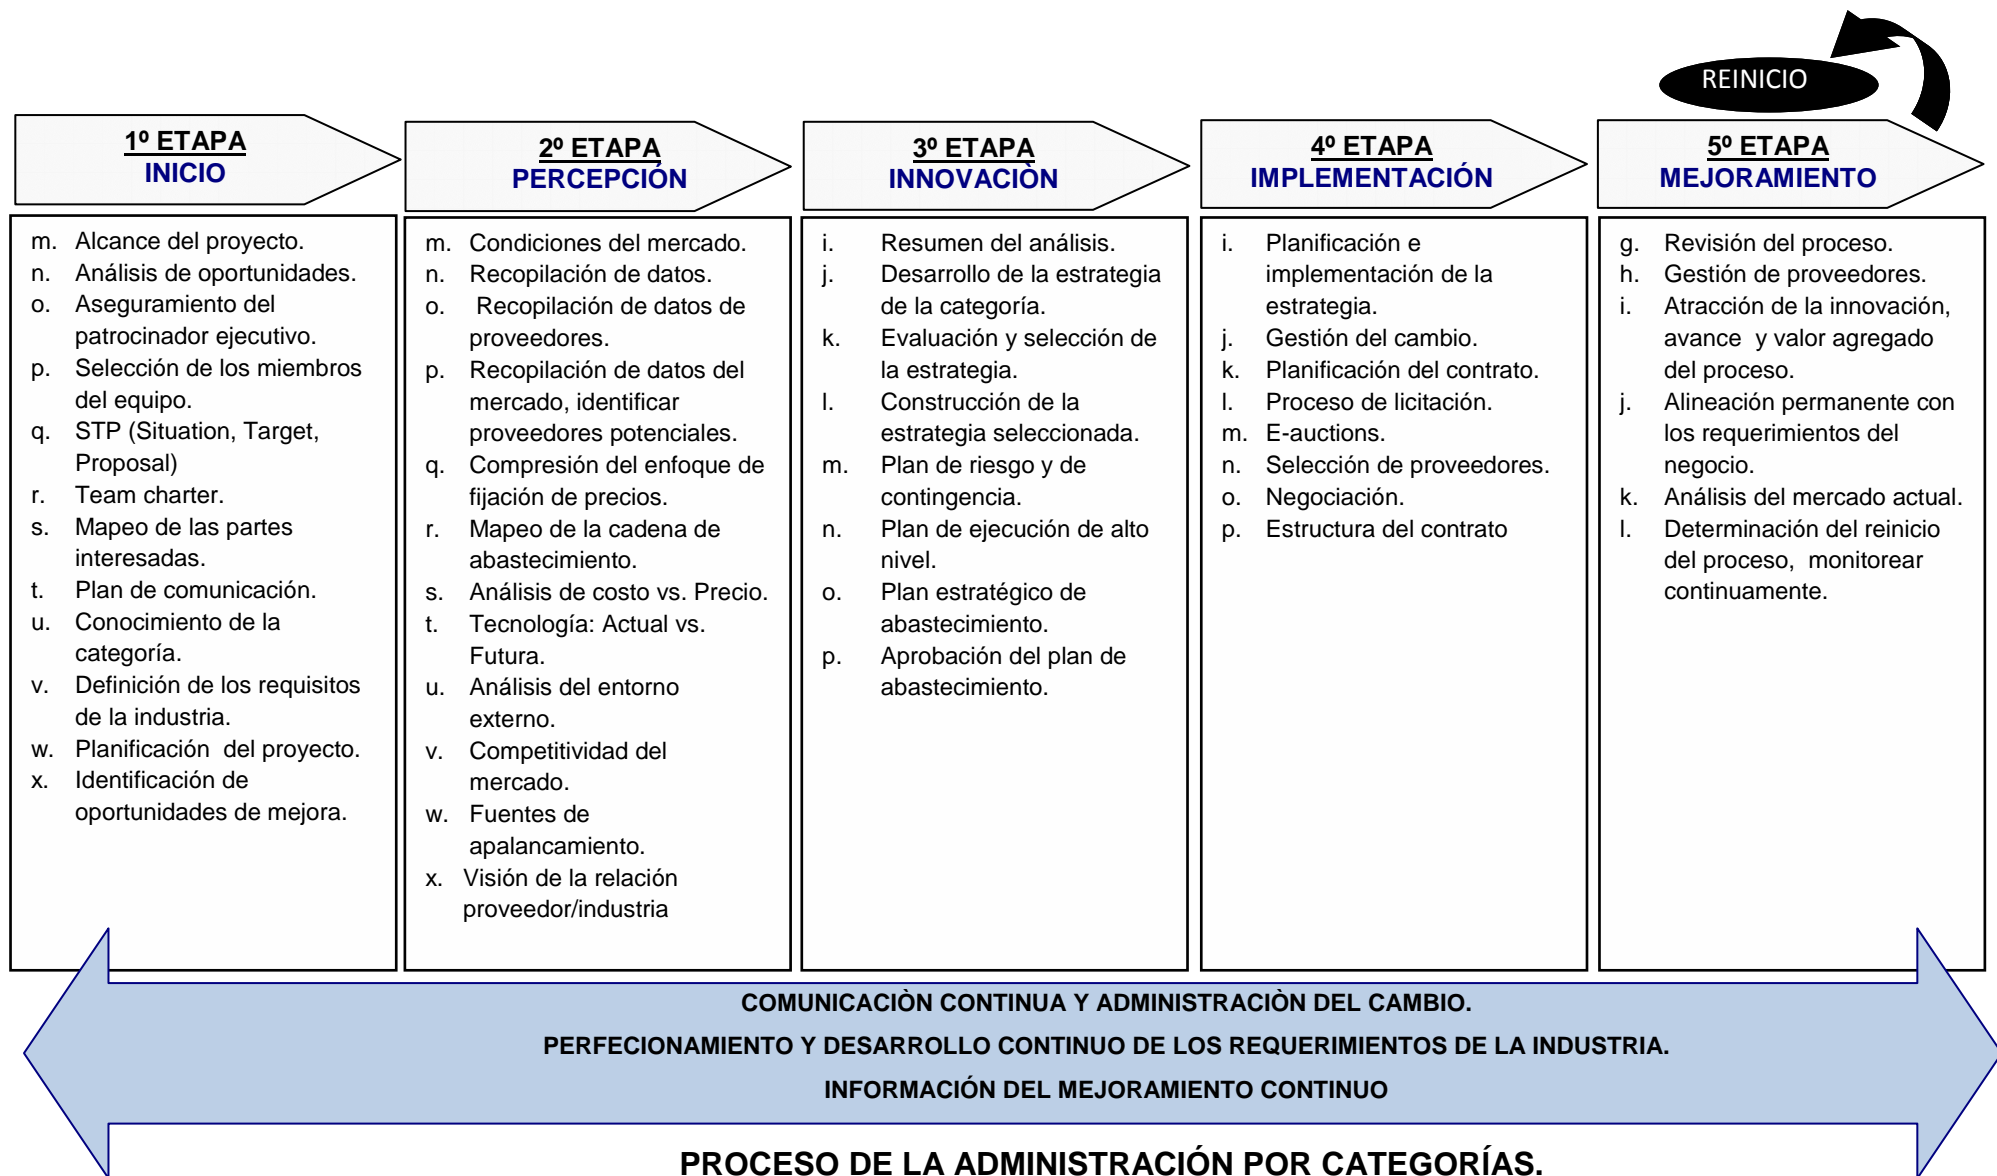 REINICIO
1º ETAPA
INICIO
m. Alcance del proyecto.
n. Análisis de oportunidades.
o. Aseguramiento del
patrocinador ejecutivo.
p. Selección de los miembros
del equipo.
q. STP (Situation, Target,
Proposal)
r. Team charter.
s. Mapeo de las partes
interesadas.
t. Plan de comunicación.
u. Conocimiento de la
categoría.
v. Definición de los requisitos
de la industria.
w. Planificación del proyecto.
x. Identificación de
oportunidades de mejora.
2º ETAPA
PERCEPCIÓN
m. Condiciones del mercado.
n. Recopilación de datos.
o. Recopilación de datos de
proveedores.
p. Recopilación de datos del
mercado, identificar
proveedores potenciales.
q. Compresión del enfoque de
fijación de precios.
r. Mapeo de la cadena de
abastecimiento.
s. Análisis de costo vs. Precio.
t. Tecnología: Actual vs.
Futura.
u. Análisis del entorno
externo.
v. Competitividad del
mercado.
w. Fuentes de
apalancamiento.
x. Visión de la relación
proveedor/industria
3º ETAPA
INNOVACIÒN
i. Resumen del análisis.
j. Desarrollo de la estrategia
de la categoría.
k. Evaluación y selección de
la estrategia.
l. Construcción de la
estrategia seleccionada.
m. Plan de riesgo y de
contingencia.
n. Plan de ejecución de alto
nivel.
o. Plan estratégico de
abastecimiento.
p. Aprobación del plan de
abastecimiento.
4º ETAPA
IMPLEMENTACIÓN
i. Planificación e
implementación de la
estrategia.
j. Gestión del cambio.
k. Planificación del contrato.
l. Proceso de licitación.
m. E-auctions.
n. Selección de proveedores.
o. Negociación.
p. Estructura del contrato
5º ETAPA
MEJORAMIENTO
g. Revisión del proceso.
h. Gestión de proveedores.
i. Atracción de la innovación,
avance y valor agregado
del proceso.
j. Alineación permanente con
los requerimientos del
negocio.
k. Análisis del mercado actual.
l. Determinación del reinicio
del proceso, monitorear
continuamente.
COMUNICACIÒN CONTINUA Y ADMINISTRACIÒN DEL CAMBIO.
PERFECIONAMIENTO Y DESARROLLO CONTINUO DE LOS REQUERIMIENTOS DE LA INDUSTRIA.
INFORMACIÓN DEL MEJORAMIENTO CONTINUO
PROCESO DE LA ADMINISTRACIÓN POR CATEGORÍAS.